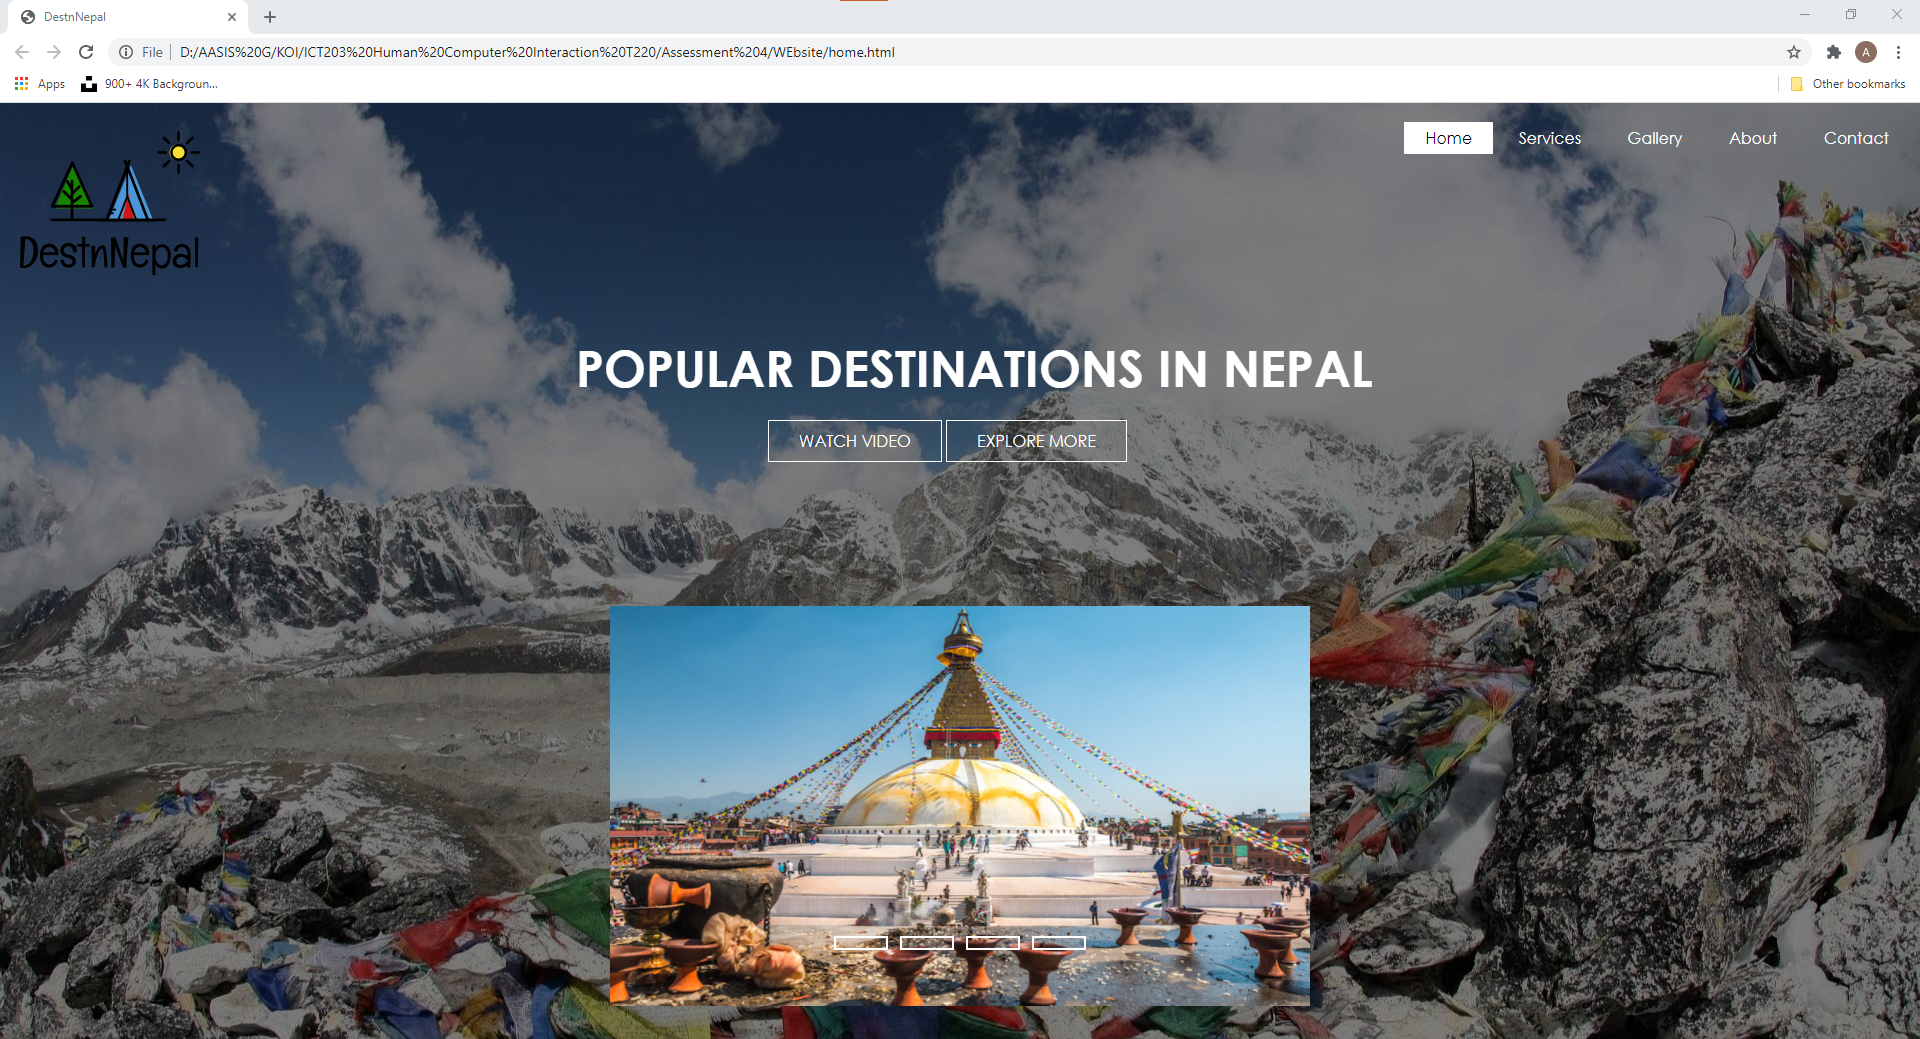 DestnNepal
File
D:/AASIS%20G/KOI/ICT203%20Human%20Computer%20Interaction%20T220/Assessment%204/WEbsite/home.html
A
Apps
900+ 4K Backgroun...
Other bookmarks
Home Services Gallery About Contact
DestnNepal
POPULAR DESTINATIONS IN NEPAL
WATCH VIDEO EXPLORE MORE